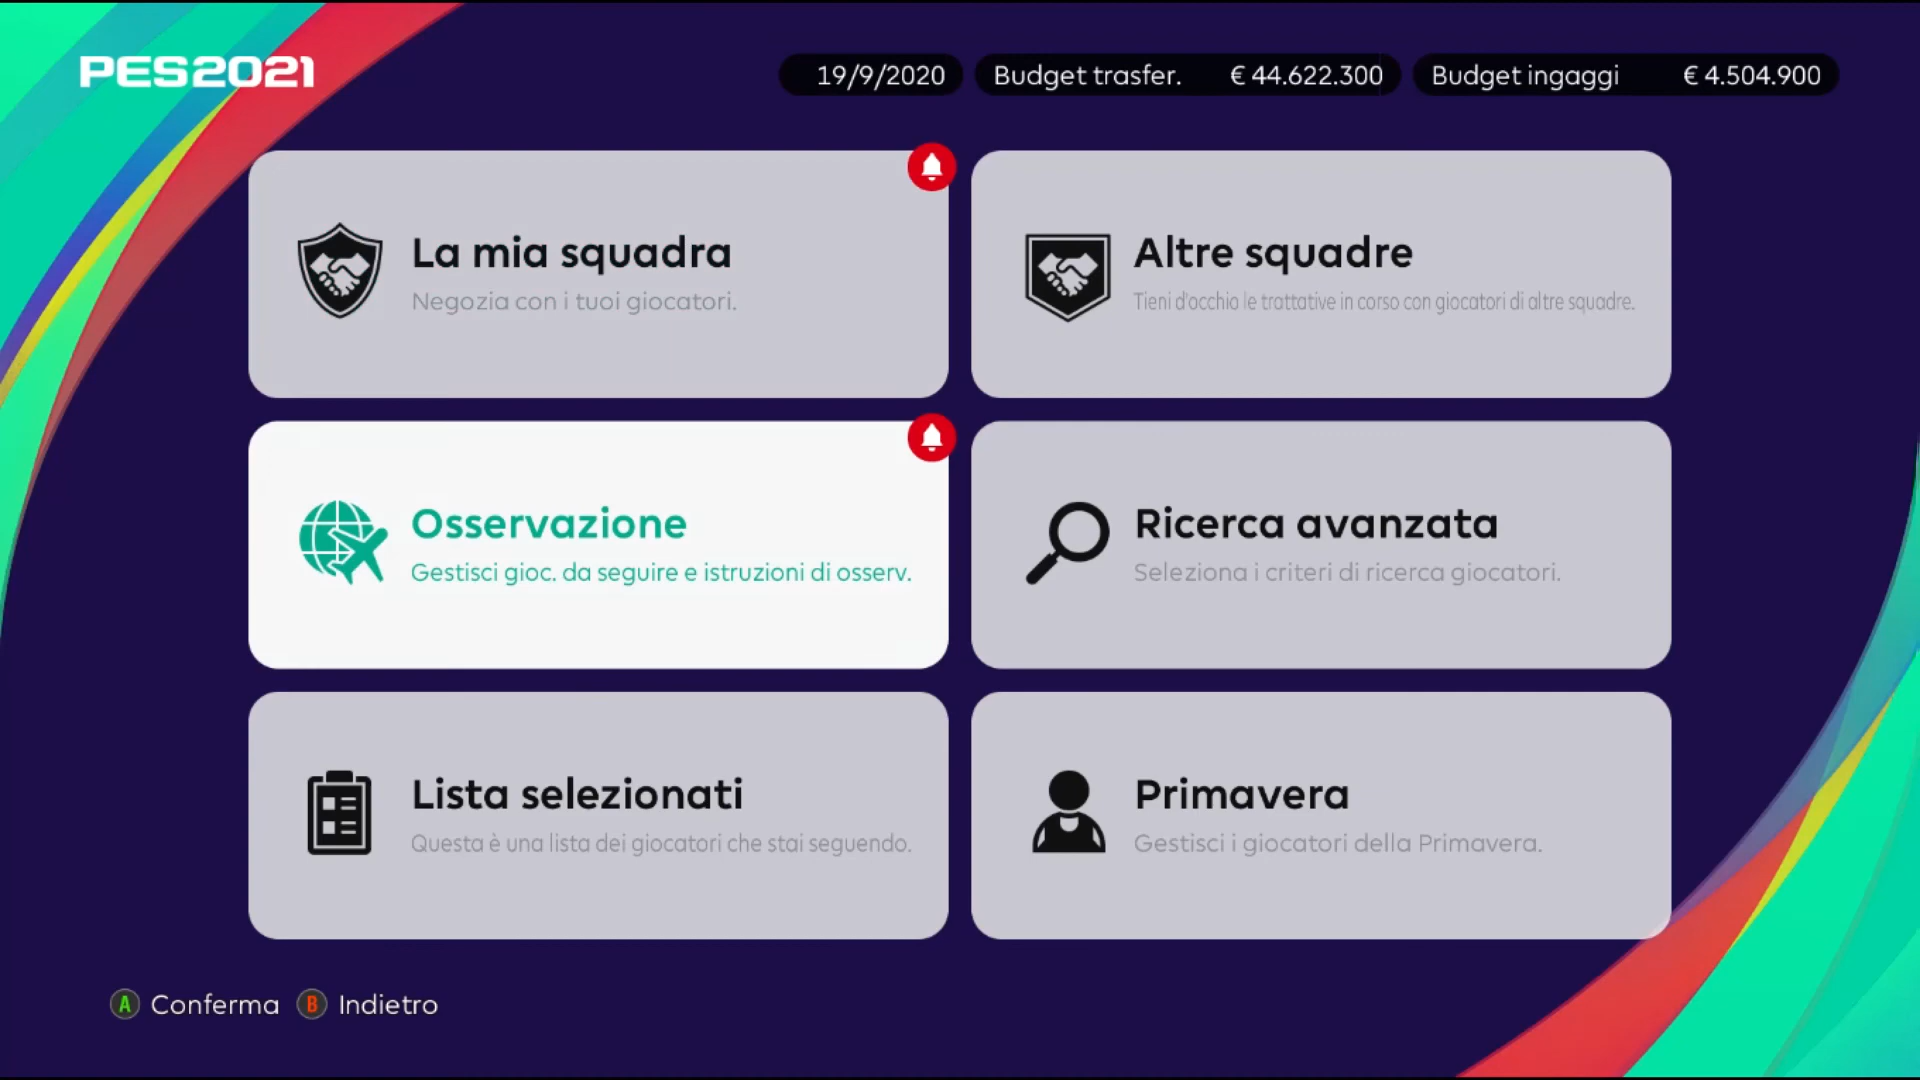 PES2021
19/9/2020
Budget trasfer. € 44.622.300
Budget ingaggi € 4.504.900
La mia squadra
Negozia con i tuoi giocatori.
Altre squadre
Tieni d'occhio le trattative in corso con giocatori di altre squadre.
Osservazione
Gestisci gioc. da seguire e istruzioni di osserv.
Ricerca avanzata
Seleziona i criteri di ricerca giocatori.
Lista selezionati
Questa è una lista dei giocatori che stai seguendo.
Primavera
Gestisci i giocatori della Primavera.
A Conferma B Indietro